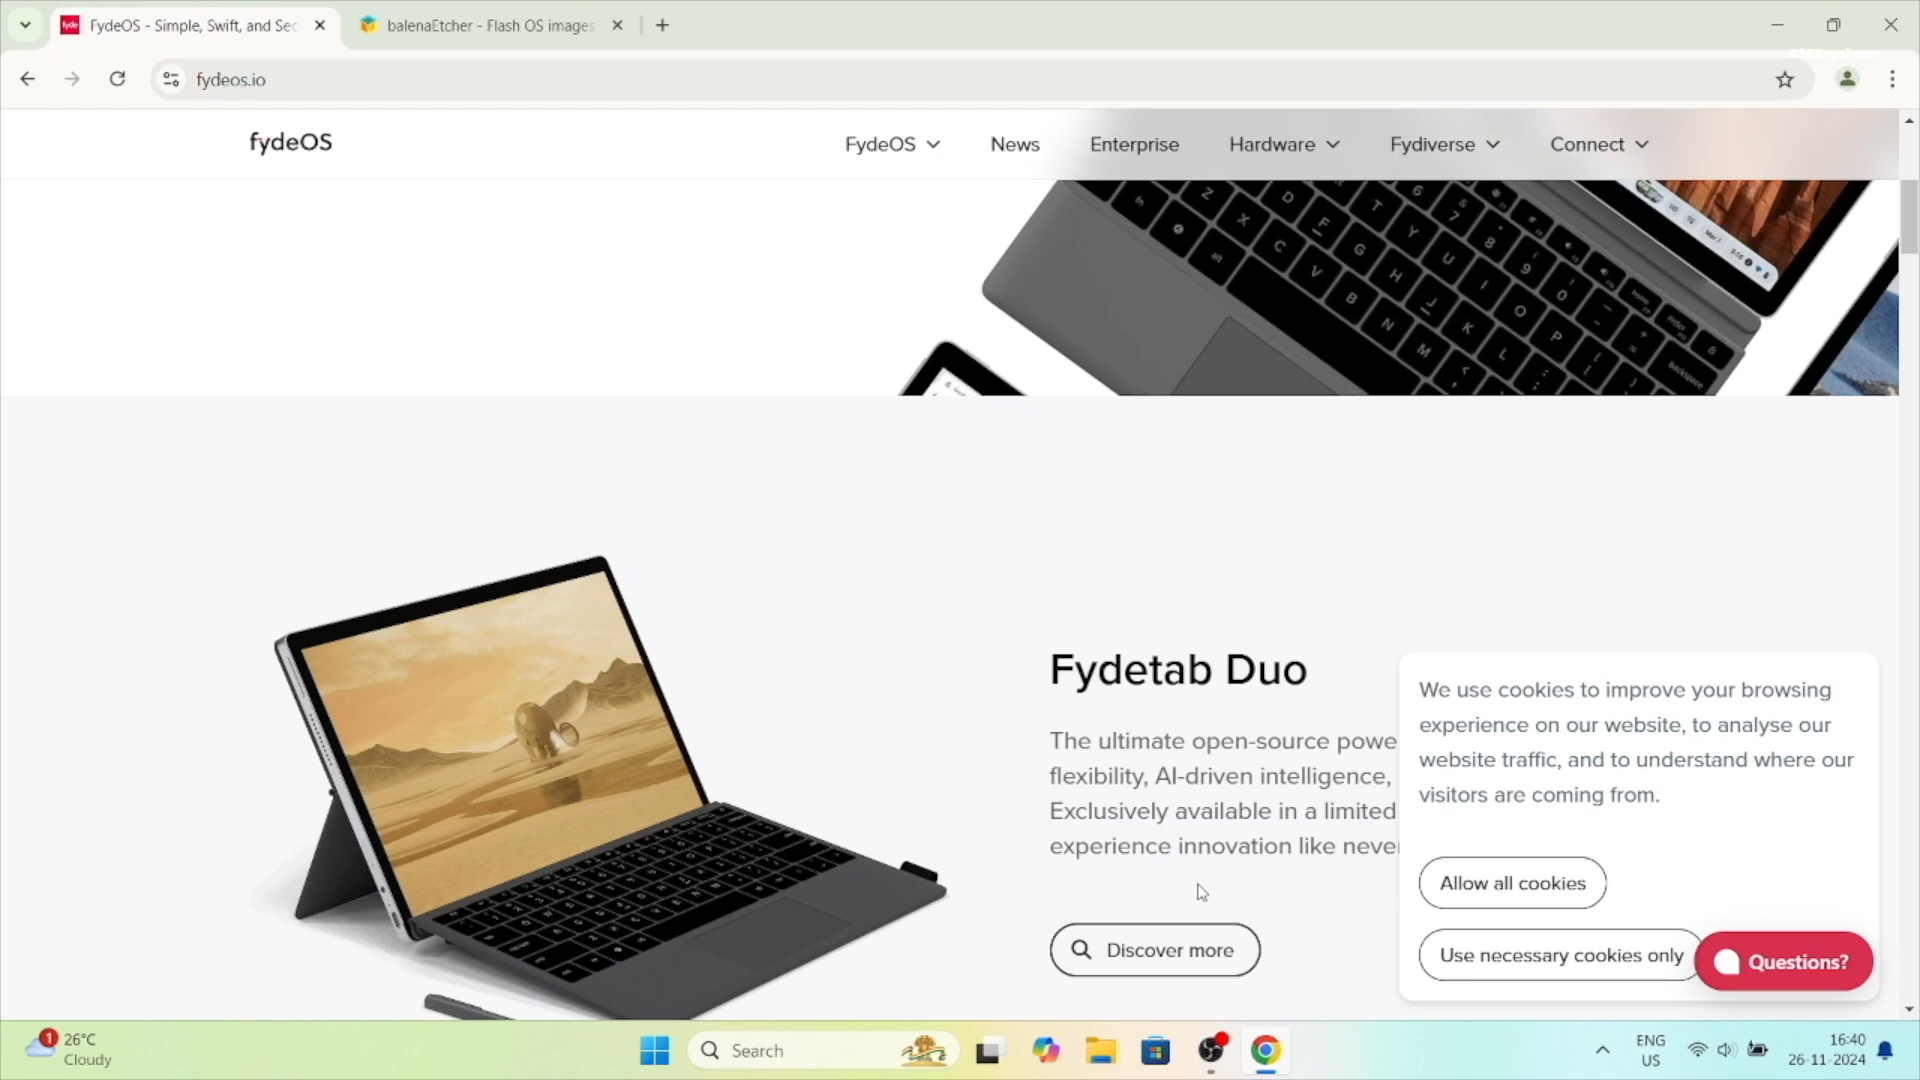 FydeOS - Simple, Swift, and Sec
balenaEtcher - Flash OS images
fydeos.io
fydeOS
FydeOS
News
Enterprise
Hardware
Fydiverse
Connect
Fydetab Duo
The ultimate open-source powe
flexibility, AI-driven intelligence,
Exclusively available in a limited
experience innovation like neve
Discover more
We use cookies to improve your browsing
experience on our website, to analyse our
website traffic, and to understand where our
visitors are coming from.
Allow all cookies
Use necessary cookies only
Questions?
1
26°C
Cloudy
Search
ENG
US
16:40
26-11-2024